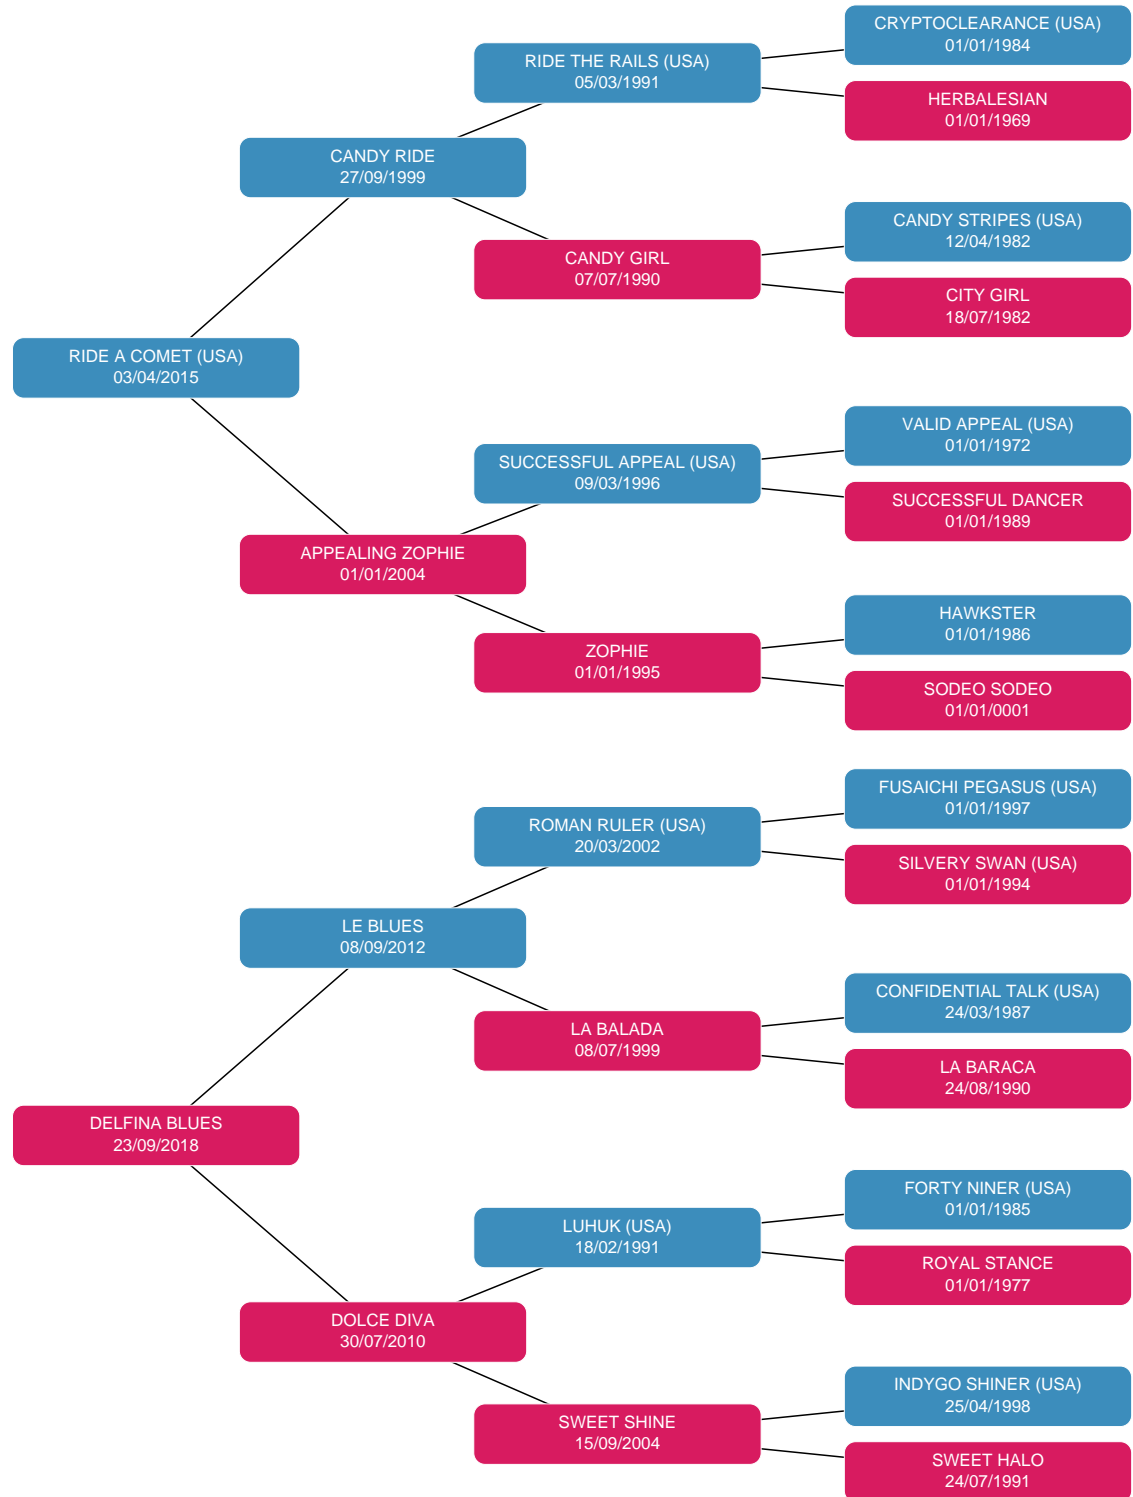 CRYPTOCLEARANCE (USA)
01/01/1984
RIDE THE RAILS (USA)
05/03/1991
HERBALESIAN
01/01/1969
CANDY RIDE
27/09/1999
CANDY STRIPES (USA)
12/04/1982
CANDY GIRL
07/07/1990
CITY GIRL
18/07/1982
RIDE A COMET (USA)
03/04/2015
VALID APPEAL (USA)
01/01/1972
SUCCESSFUL APPEAL (USA)
09/03/1996
SUCCESSFUL DANCER
01/01/1989
APPEALING ZOPHIE
01/01/2004
HAWKSTER
01/01/1986
ZOPHIE
01/01/1995
SODEO SODEO
01/01/0001
FUSAICHI PEGASUS (USA)
01/01/1997
ROMAN RULER (USA)
20/03/2002
SILVERY SWAN (USA)
01/01/1994
LE BLUES
08/09/2012
CONFIDENTIAL TALK (USA)
24/03/1987
LA BALADA
08/07/1999
LA BARACA
24/08/1990
DELFINA BLUES
23/09/2018
FORTY NINER (USA)
01/01/1985
LUHUK (USA)
18/02/1991
ROYAL STANCE
01/01/1977
DOLCE DIVA
30/07/2010
INDYGO SHINER (USA)
25/04/1998
SWEET SHINE
15/09/2004
SWEET HALO
24/07/1991